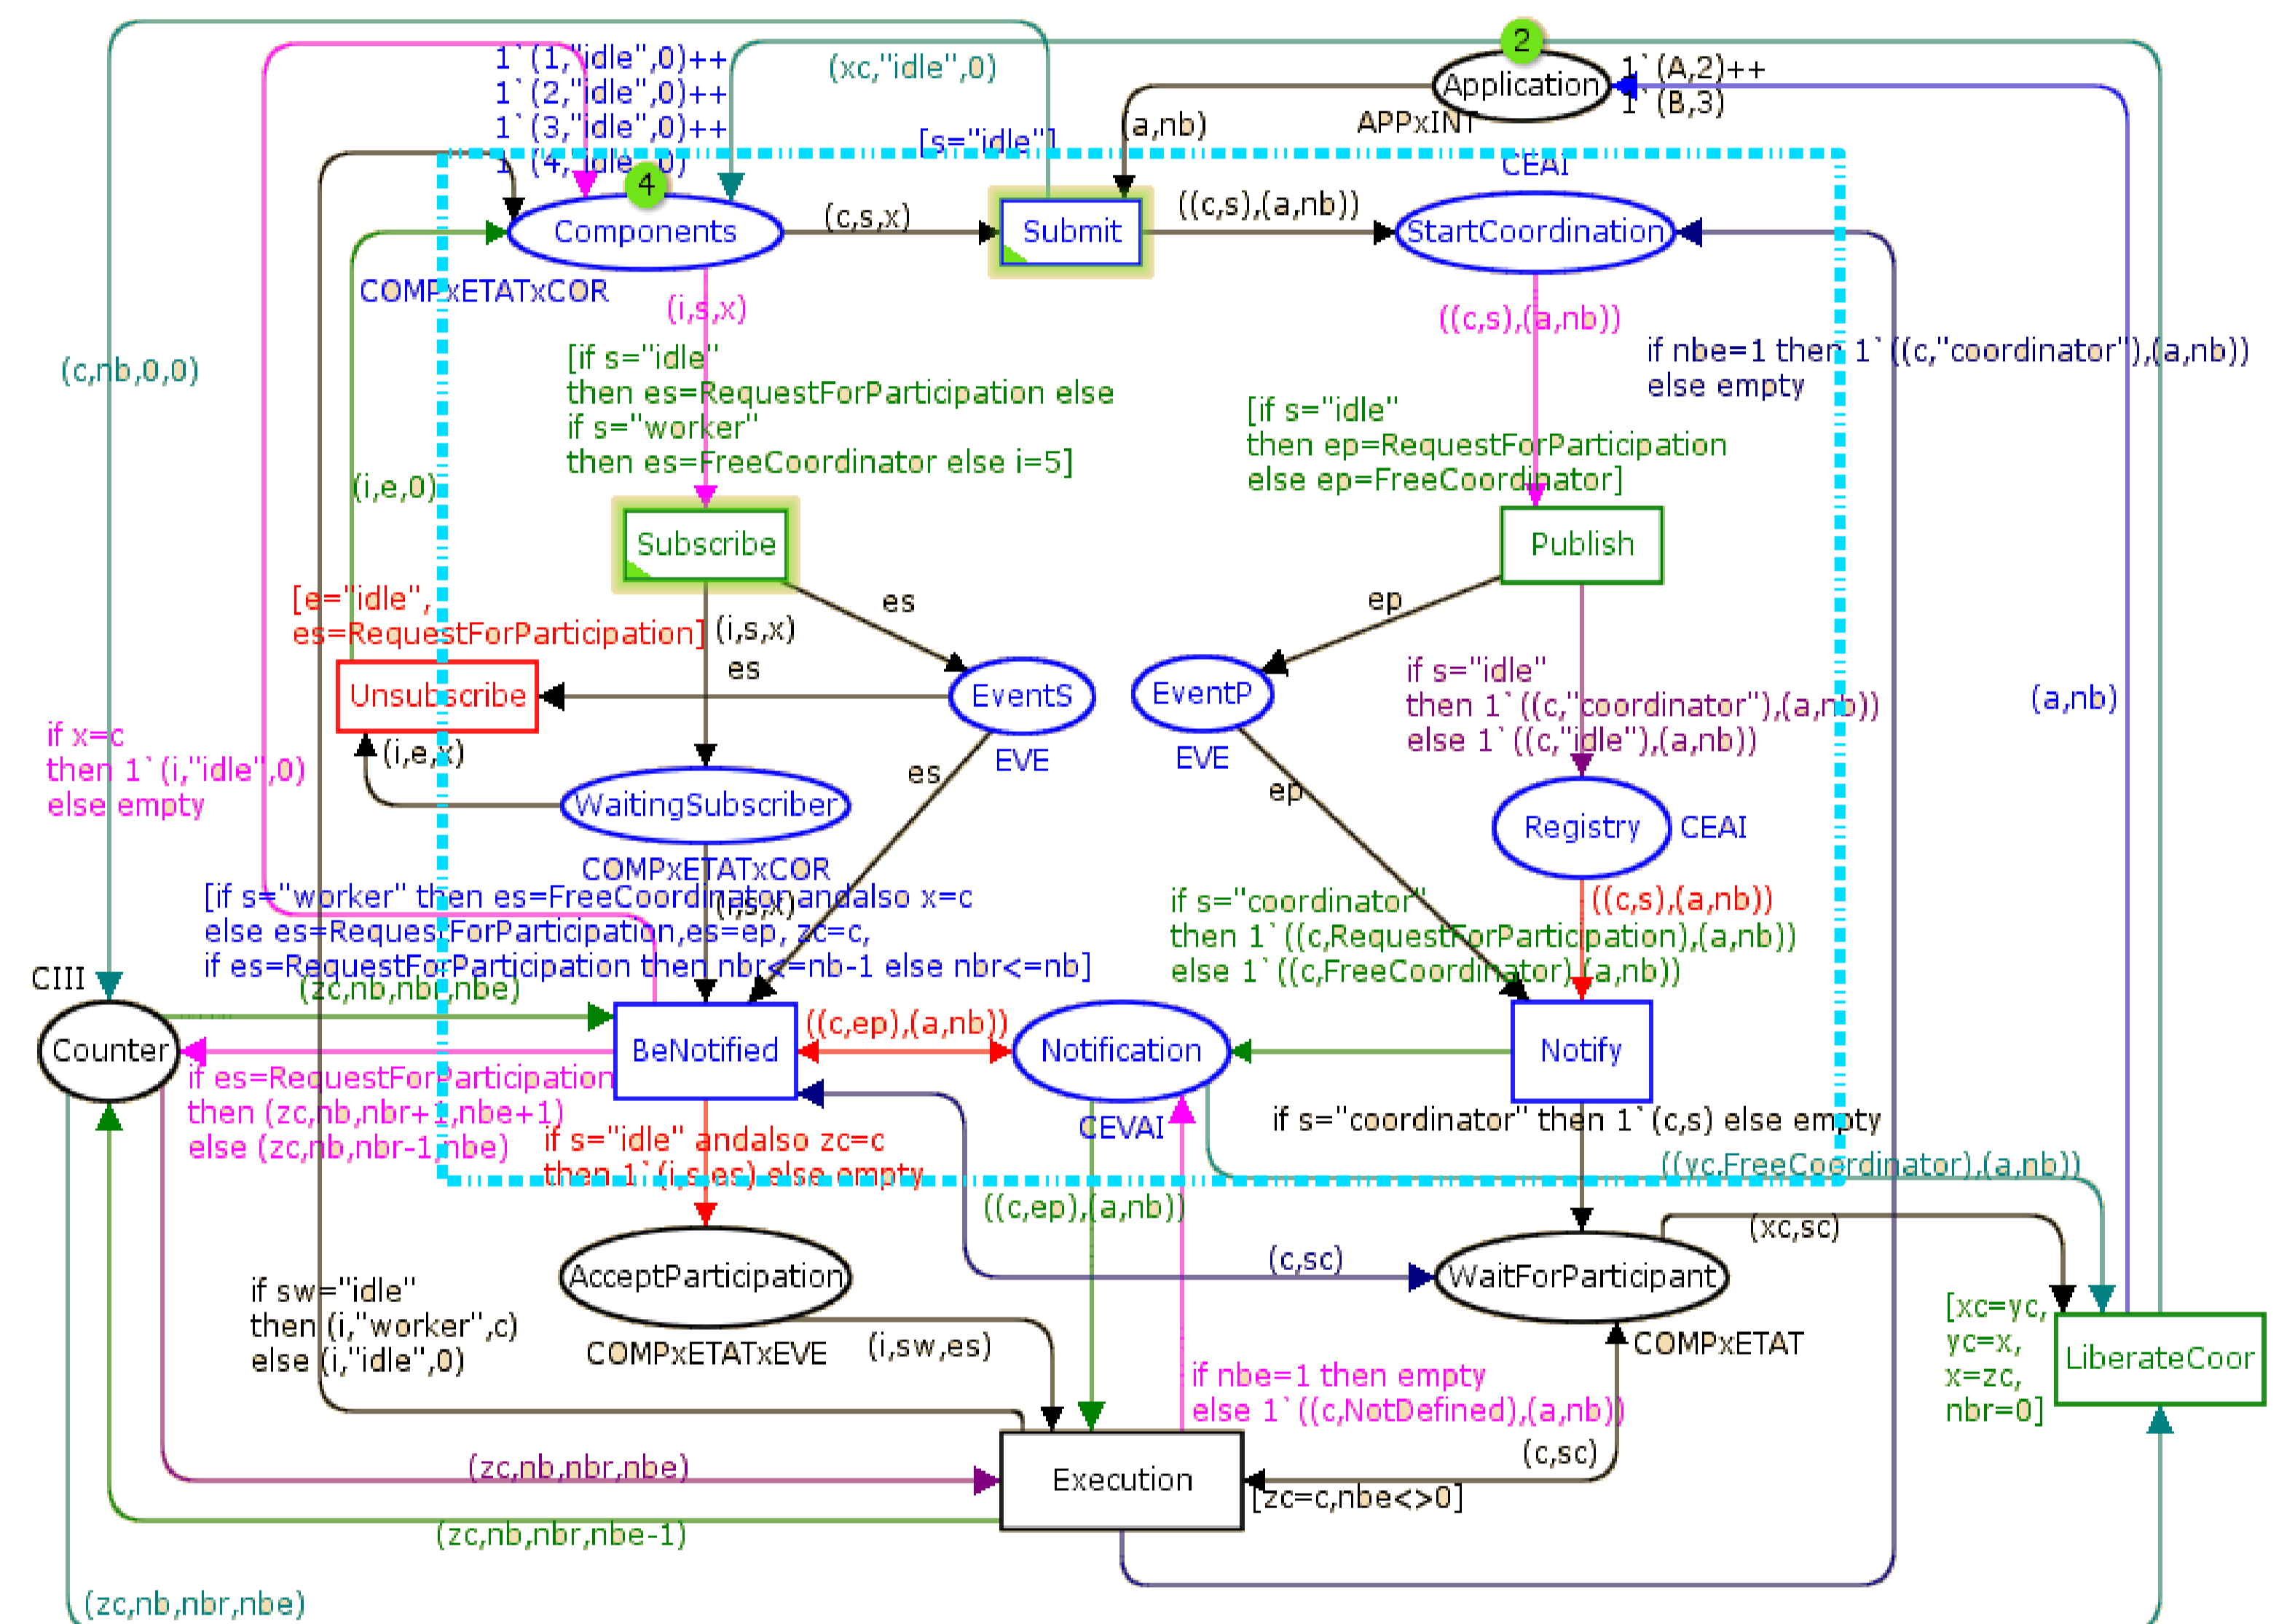 2
1`(1,"idle",0)++
1`(2,"idle",0)++
1`(3,"idle",0)++
1`(4,"idle",0)
(xc,"idle",0)
Application
1`(A,2)++
1`(B,3)
APPxINT
(a,nb)
[s="idle"]
CEAI
4
Components
(c,s,x)
Submit
((c,s),(a,nb))
StartCoordination
COMPxETATxCOR
(i,s,x)
((c,s),(a,nb))
(c,nb,0,0)
if nbe=1 then 1`((c,"coordinator"),(a,nb))
else empty
[if s="idle"
then es=RequestForParticipation else
if s="worker"
then es=FreeCoordinator else i=5]
[if s="idle"
then ep=RequestForParticipation
else ep=FreeCoordinator]
(i,e,0)
Subscribe
Publish
[e="idle",
es=RequestForParticipation]
(i,s,x)
es
ep
es
Unsubscribe
EventS
EventP
EVE
EVE
if s="idle"
then 1`((c,"coordinator"),(a,nb))
else 1`((c,"idle"),(a,nb))
(a,nb)
if x=c
then 1`(i,"idle",0)
else empty
(i,e,x)
es
ep
WaitingSubscriber
COMPxETATxCOR
Registry
CEAI
[if s="worker" then es=FreeCoordinator andalso x=c
else es=RequestForParticipation,es=ep, zc=c,
if es=RequestForParticipation then nbr<=nb-1 else nbr<=nb]
(i,s,x)
if s="coordinator"
then 1`((c,RequestForParticipation),(a,nb))
else 1`((c,FreeCoordinator),(a,nb))
((c,s),(a,nb))
CIII
(zc,nb,nbr,nbe)
Counter
BeNotified
((c,ep),(a,nb))
Notification
Notify
CEVAI
if es=RequestForParticipation
then (zc,nb,nbr+1,nbe+1)
else (zc,nb,nbr-1,nbe)
if s="idle" andalso zc=c
then 1`(i,s,es) else empty
if s="coordinator" then 1`(c,s) else empty
((yc,FreeCoordinator),(a,nb))
((c,ep),(a,nb))
(xc,sc)
(c,sc)
AcceptParticipation
COMPxETATxEVE
WaitForParticipant
COMPxETAT
if sw="idle"
then (i,"worker",c)
else (i,"idle",0)
(i,sw,es)
[xc=yc,
yc=x,
x=zc,
nbr=0]
LiberateCoor
if nbe=1 then empty
else 1`((c,NotDefined),(a,nb))
(c,sc)
(zc,nb,nbr,nbe)
Execution
[zc=c,nbe<>0]
(zc,nb,nbr,nbe-1)
(zc,nb,nbr,nbe)